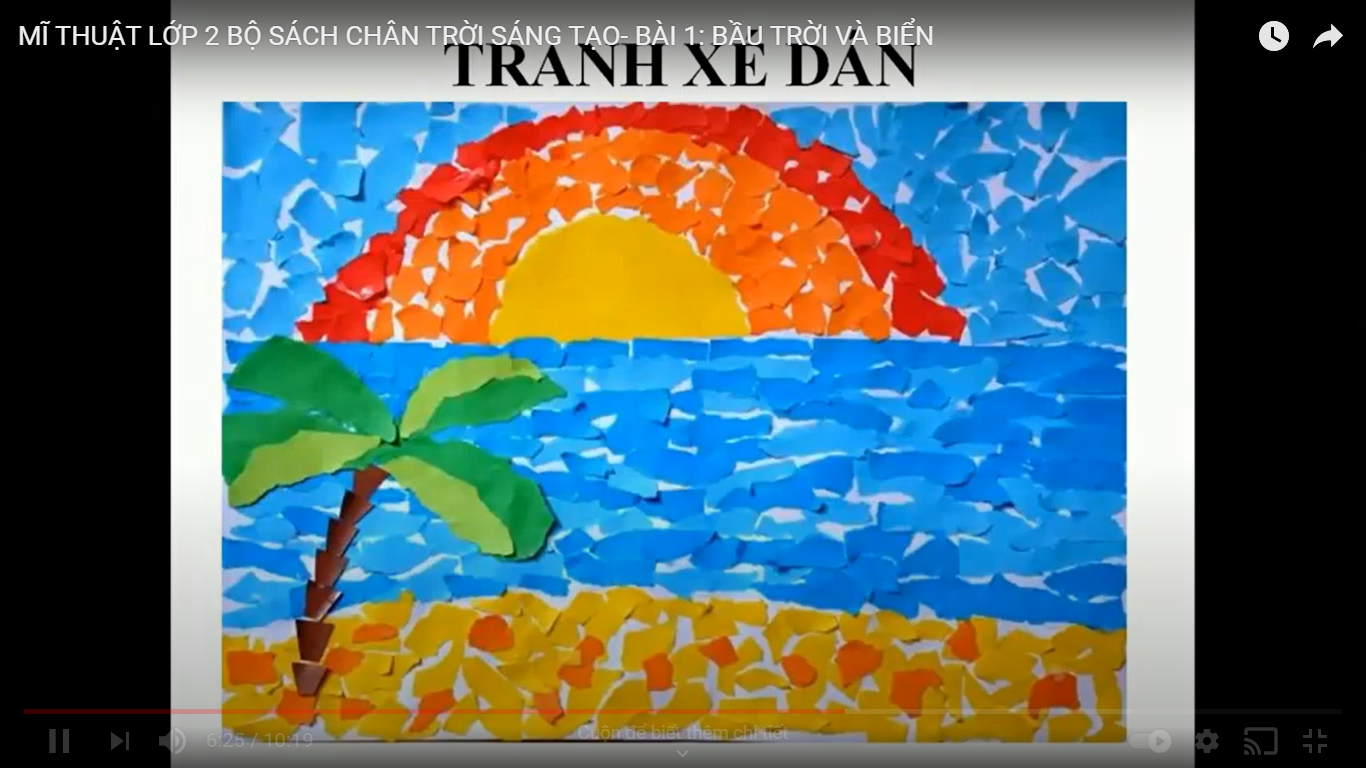 MĨ THUẬT LỚP 2 BỘ SÁCH CHÂN TRỜI SÁNG TẠO- BÀI 1: BẦU TRỜI VÀ BIỂN
TRANH XÉ DÁN
6:25 / 10:19
Cuộn để biết thêm chi tiết